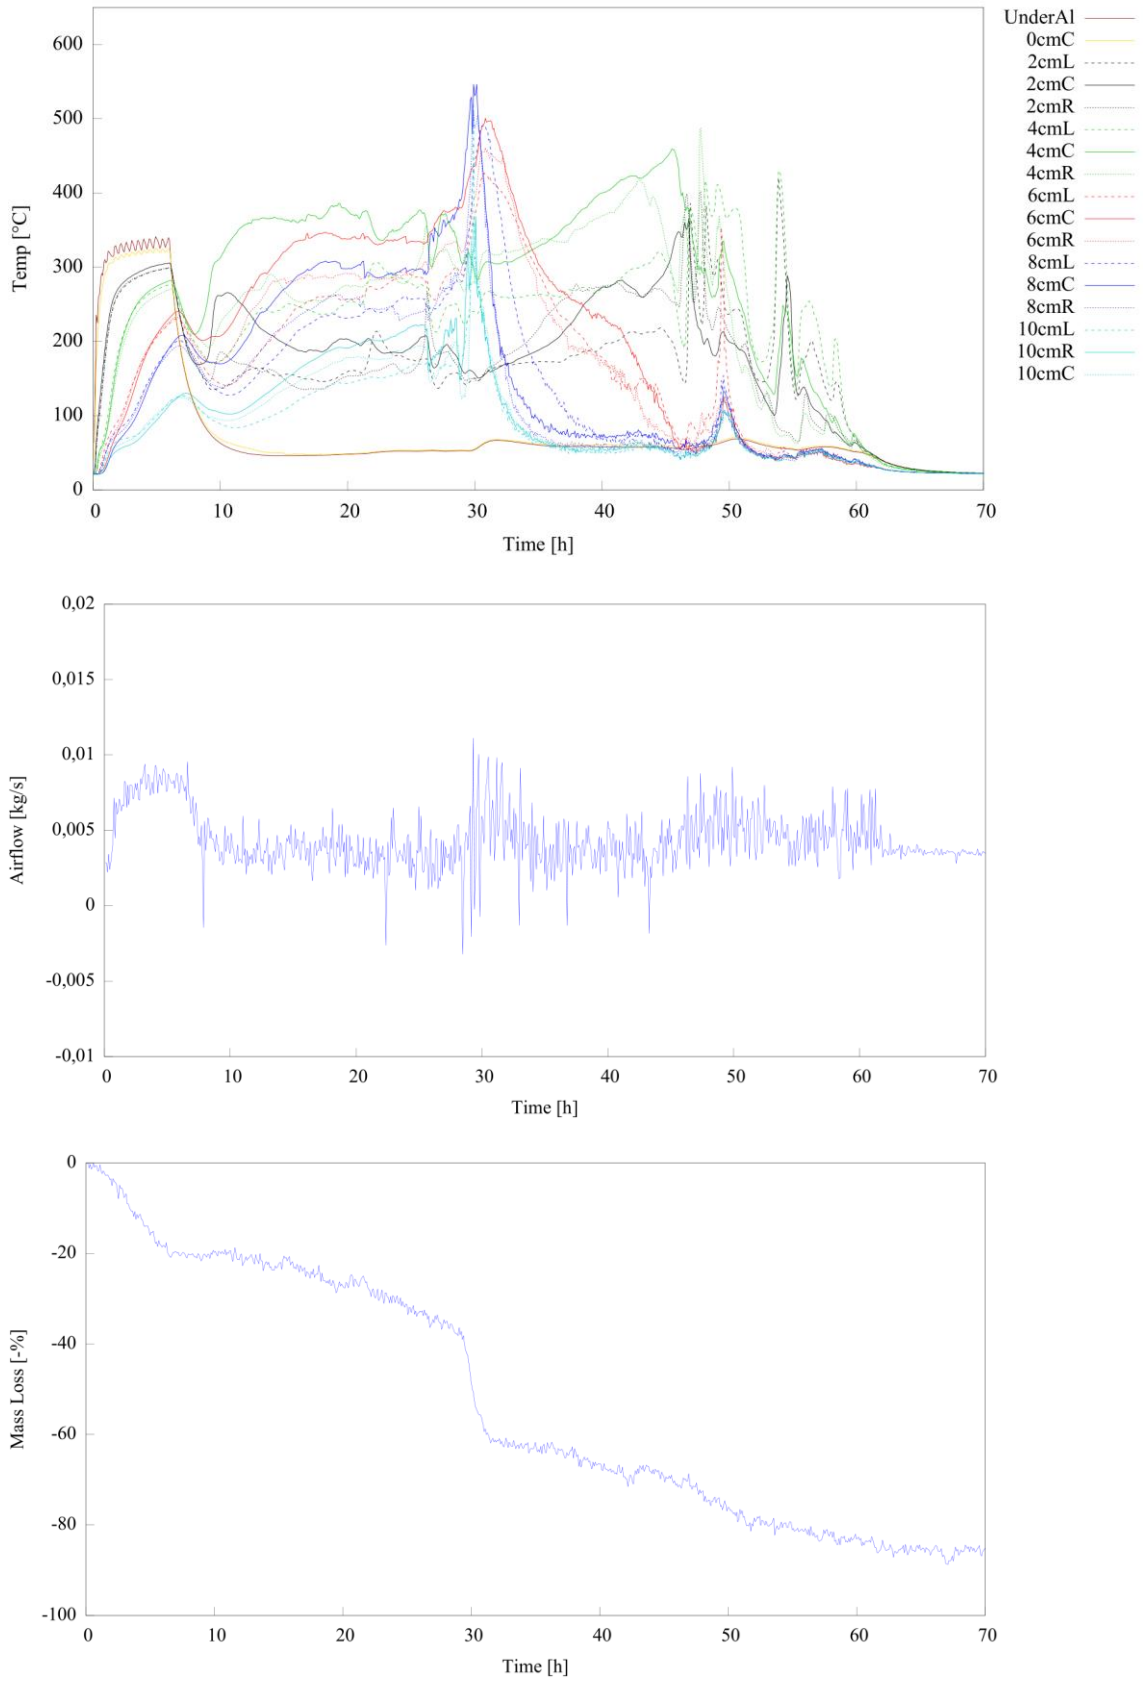 600
500
400
300
200
100
0
Temp [°C]
0 10 20 30 40 50 60 70
Time [h]
UnderAl
0cmC
2cmL
2cmC
2cmR
4cmL
4cmC
4cmR
6cmL
6cmC
6cmR
8cmL
8cmC
8cmR
10cmL
10cmR
10cmC
0,02
0,015
0,01
0,005
0
-0,005
-0,01
Airflow [kg/s]
0 10 20 30 40 50 60 70
Time [h]
0
-20
-40
-60
-80
-100
Mass Loss [-%]
0 10 20 30 40 50 60 70
Time [h]